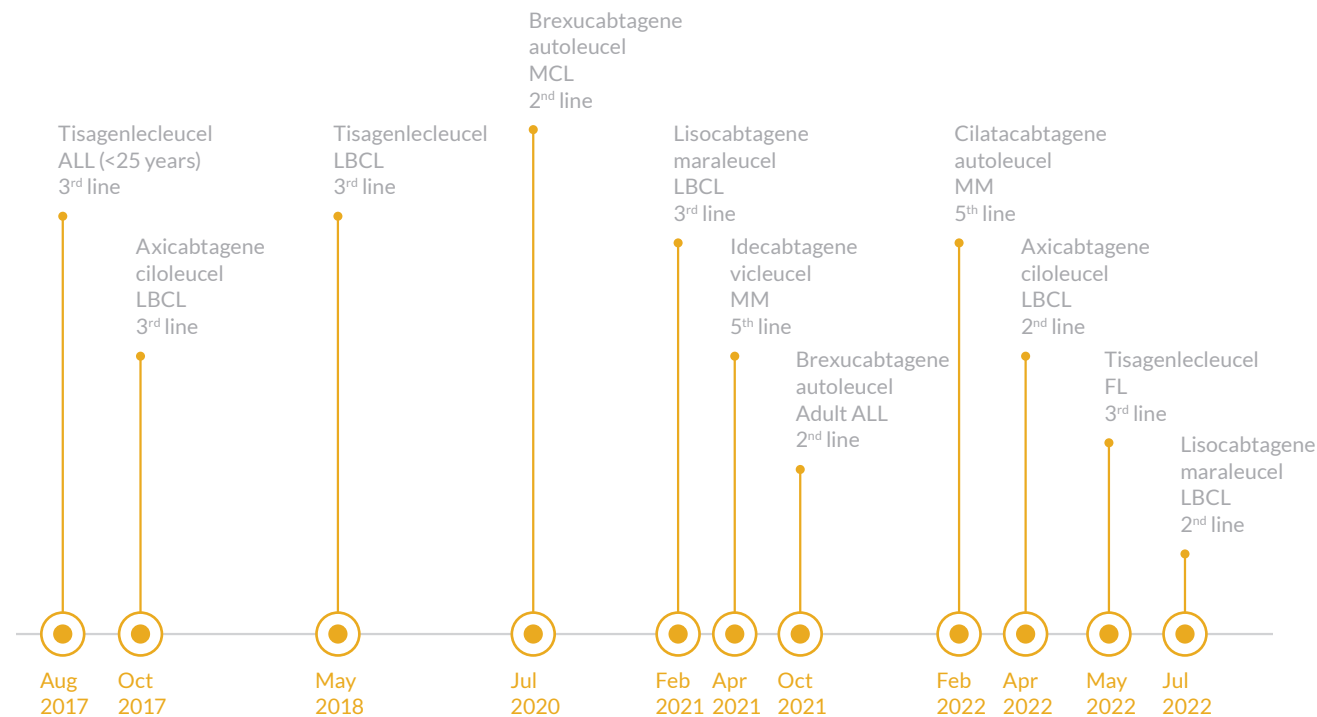 Tisagenlecleucel
ALL (<25 years)
3rd line
Axicabtagene
ciloleucel
LBCL
3rd line
Tisagenlecleucel
LBCL
3rd line
Brexucabtagene
autoleucel
MCL
2nd line
Lisocabtagene
maraleucel
LBCL
3rd line
Idecabtagene
vicleucel
MM
5th line
Brexucabtagene
autoleucel
Adult ALL
2nd line
Cilatacabtagene
autoleucel
MM
5th line
Axicabtagene
ciloleucel
LBCL
2nd line
Tisagenlecleucel
FL
3rd line
Lisocabtagene
maraleucel
LBCL
2nd line
Aug
2017
Oct
2017
May
2018
Jul
2020
Feb
2021
Apr
2021
Oct
2021
Feb
2022
Apr
2022
May
2022
Jul
2022